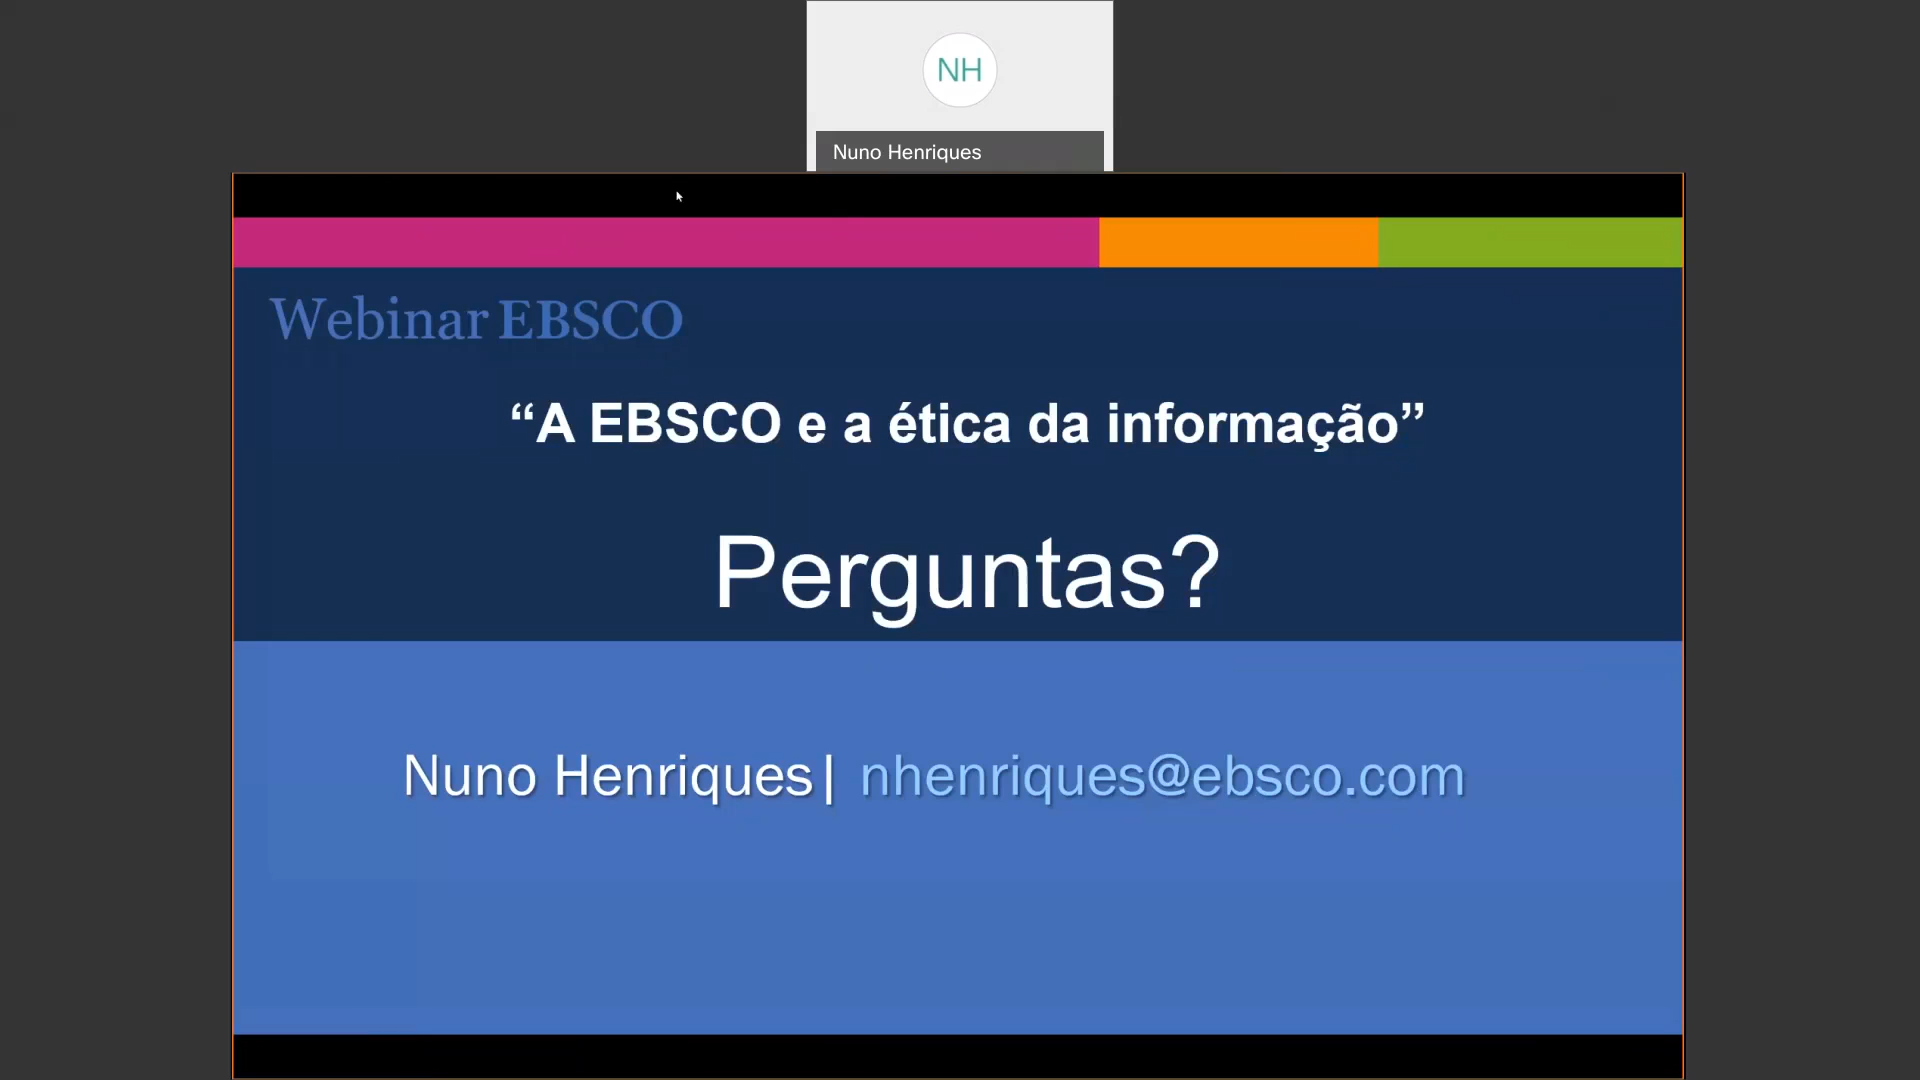 NH
Nuno Henriques
Webinar EBSCO
“A EBSCO e a ética da informação”
Perguntas?
Nuno Henriques| nhenriques@ebsco.com